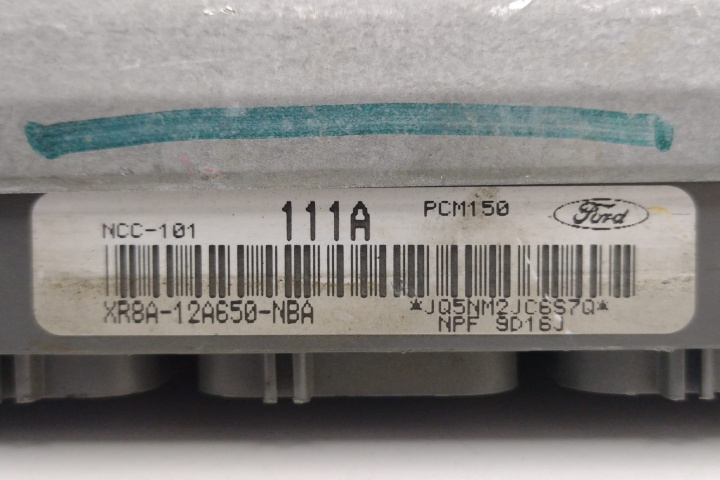 NCC-101 111A PCM150 Ford
XR8A-12A650-NBA *JQ5NM2JC6S7Q*
NPF 9D16J